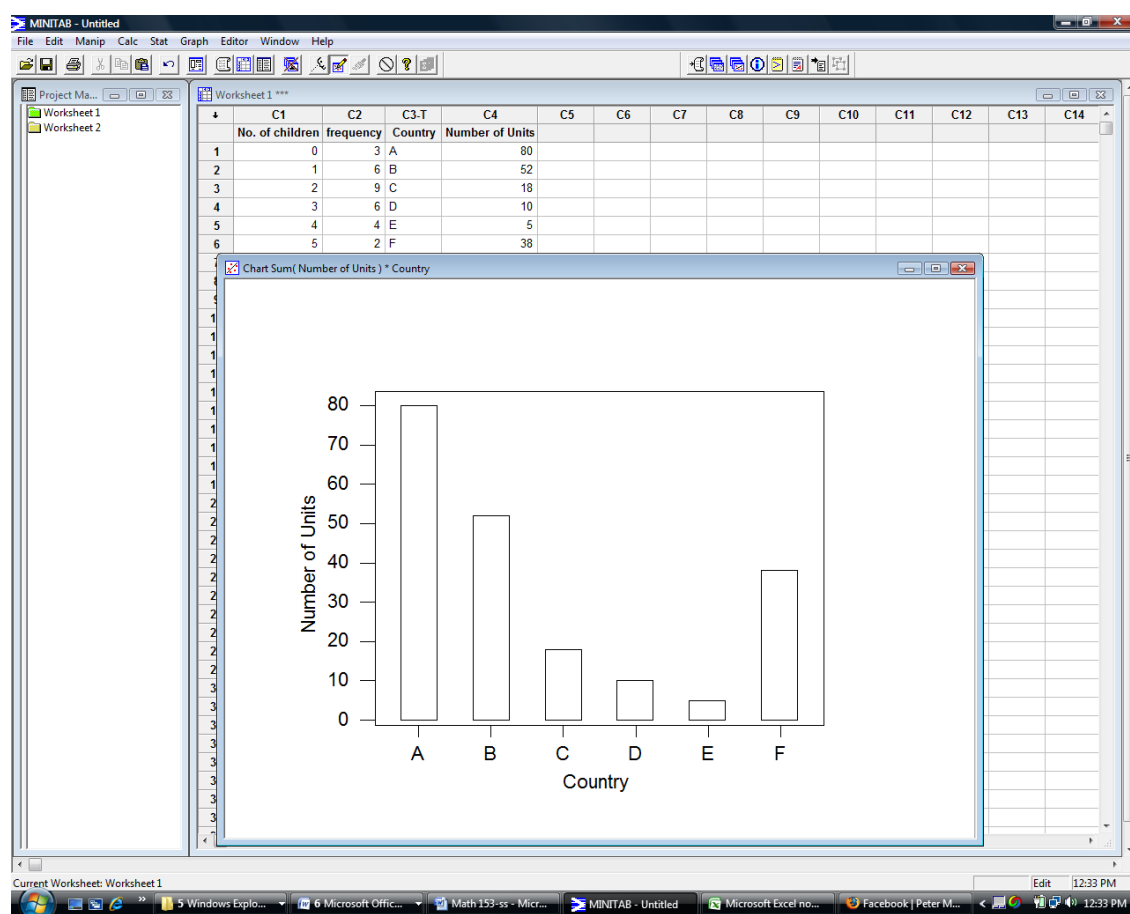 MINITAB - Untitled
File Edit Manip Calc Stat Graph Editor Window Help
Project Ma...
Worksheet 1
Worksheet 2
Worksheet 1 ***
C1 C2 C3-T C4 C5 C6 C7 C8 C9 C10 C11 C12 C13 C14
No. of children frequency Country Number of Units
1 0 3 A 80
2 1 6 B 52
3 2 9 C 18
4 3 6 D 10
5 4 4 E 5
6 5 2 F 38
Chart Sum( Number of Units ) * Country
80
70
60
50
40
30
20
10
0
Number of Units
A B C D E F
Country
Current Worksheet: Worksheet 1
Edit 12:33 PM
5 Windows Explo... 6 Microsoft Offic... Math 153-ss - Micr... MINITAB - Untitled Microsoft Excel no... Facebook | Peter M... 12:33 PM